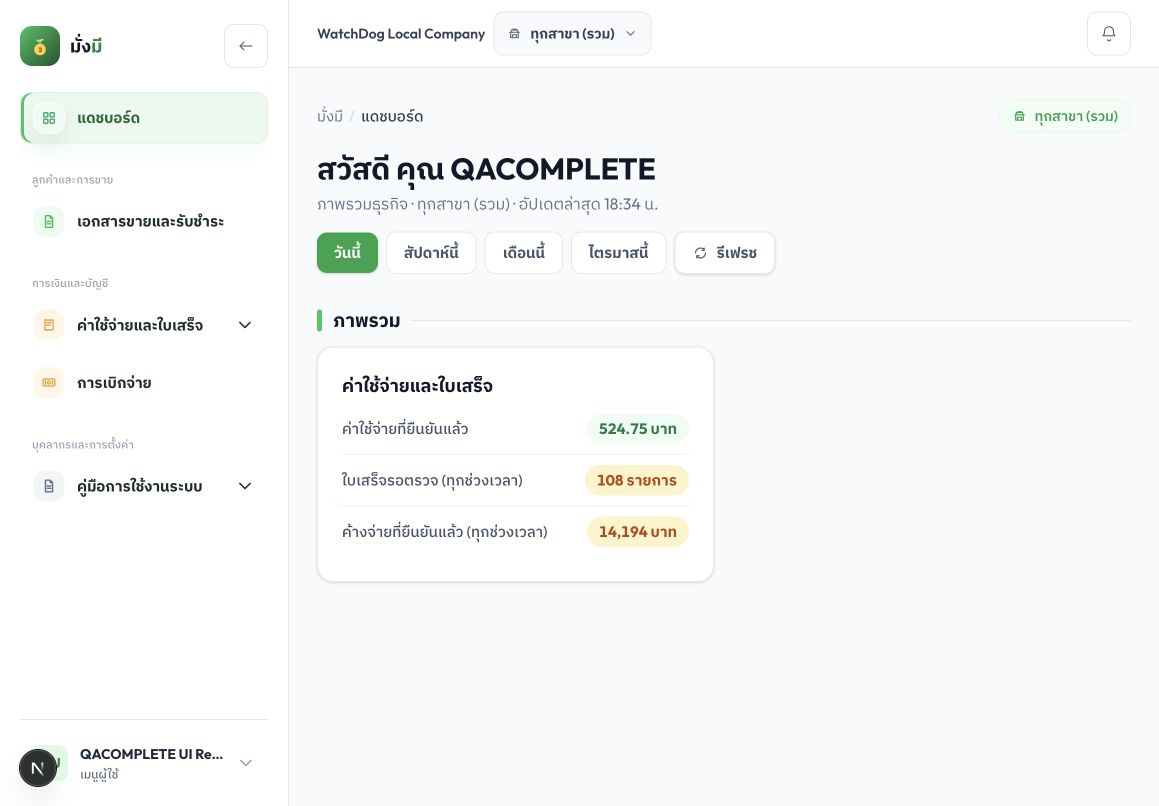 มั่งมี
แดชบอร์ด
ลูกค้าและการขาย
เอกสารขายและรับชำระ
การเงินและบัญชี
ค่าใช้จ่ายและใบเสร็จ
การเบิกจ่าย
บุคลากรและการตั้งค่า
คู่มือการใช้งานระบบ
QACOMPLETE UI Re...
เมนูผู้ใช้
N
WatchDog Local Company
ทุกสาขา (รวม)
มั่งมี / แดชบอร์ด
ทุกสาขา (รวม)
สวัสดี คุณ QACOMPLETE
ภาพรวมธุรกิจ · ทุกสาขา (รวม) · อัปเดตล่าสุด 18:34 น.
วันนี้ สัปดาห์นี้ เดือนนี้ ไตรมาสนี้ รีเฟรช
ภาพรวม
ค่าใช้จ่ายและใบเสร็จ
ค่าใช้จ่ายที่ยืนยันแล้ว 524.75 บาท
ใบเสร็จรอตรวจ (ทุกช่วงเวลา) 108 รายการ
ค้างจ่ายที่ยืนยันแล้ว (ทุกช่วงเวลา) 14,194 บาท